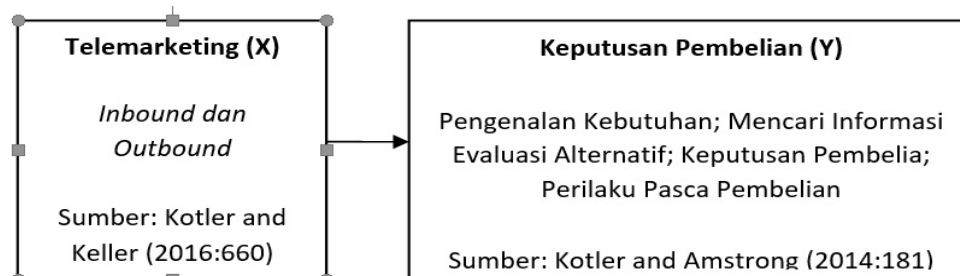 Telemarketing (X)
Inbound dan
Outbound
Sumber: Kotler and
Keller (2016:660)
Keputusan Pembelian (Y)
Pengenalan Kebutuhan; Mencari Informasi
Evaluasi Alternatif; Keputusan Pembelia;
Perilaku Pasca Pembelian
Sumber: Kotler and Amstrong (2014:181)